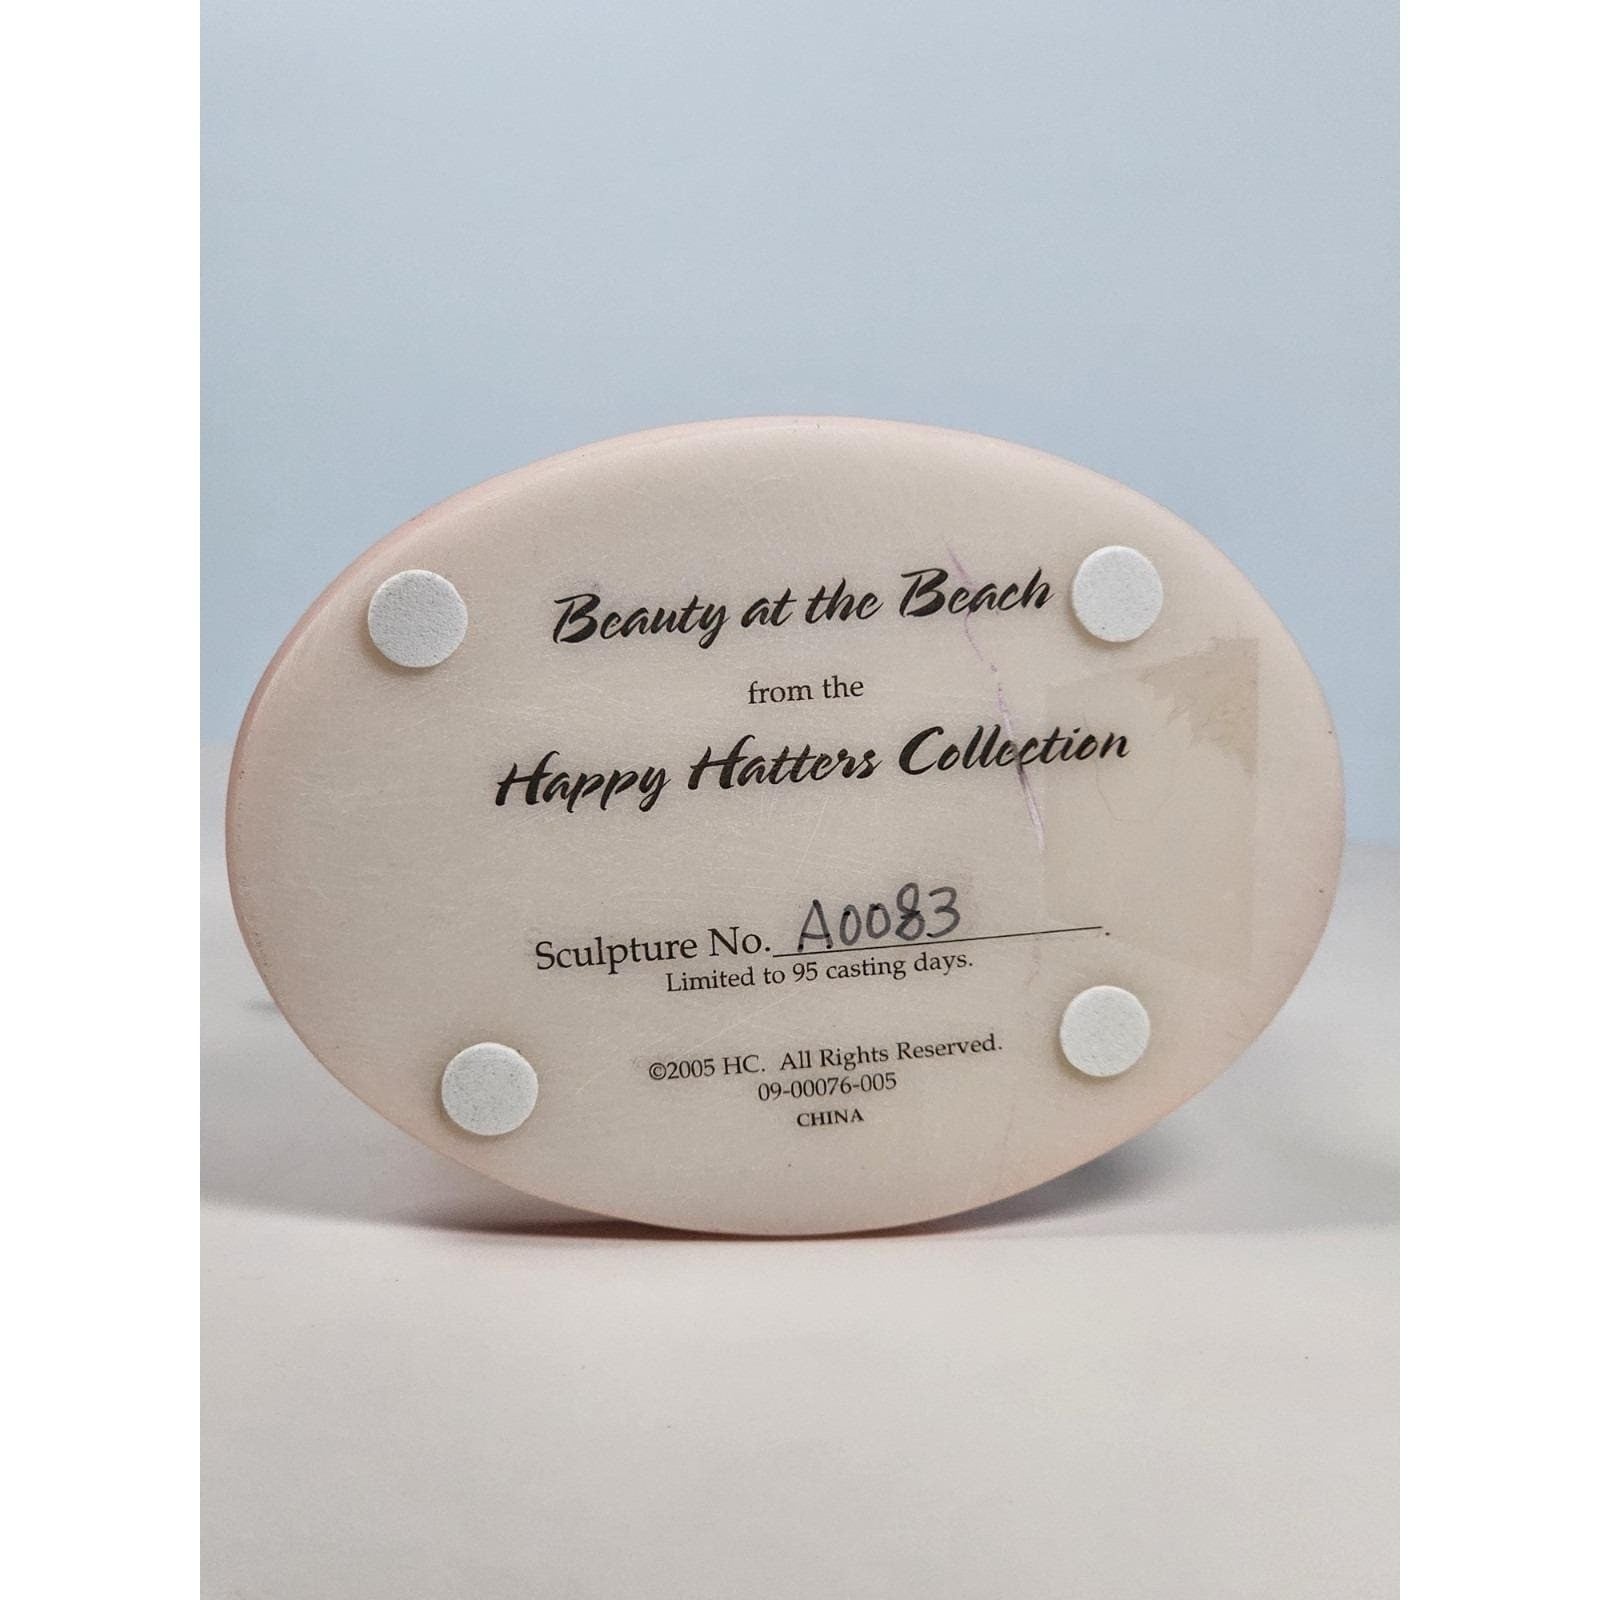 Beauty at the Beach
from the
Happy Hatters Collection
Sculpture No. A0083.
Limited to 95 casting days.
©2005 HC. All Rights Reserved.
09-00076-005
CHINA